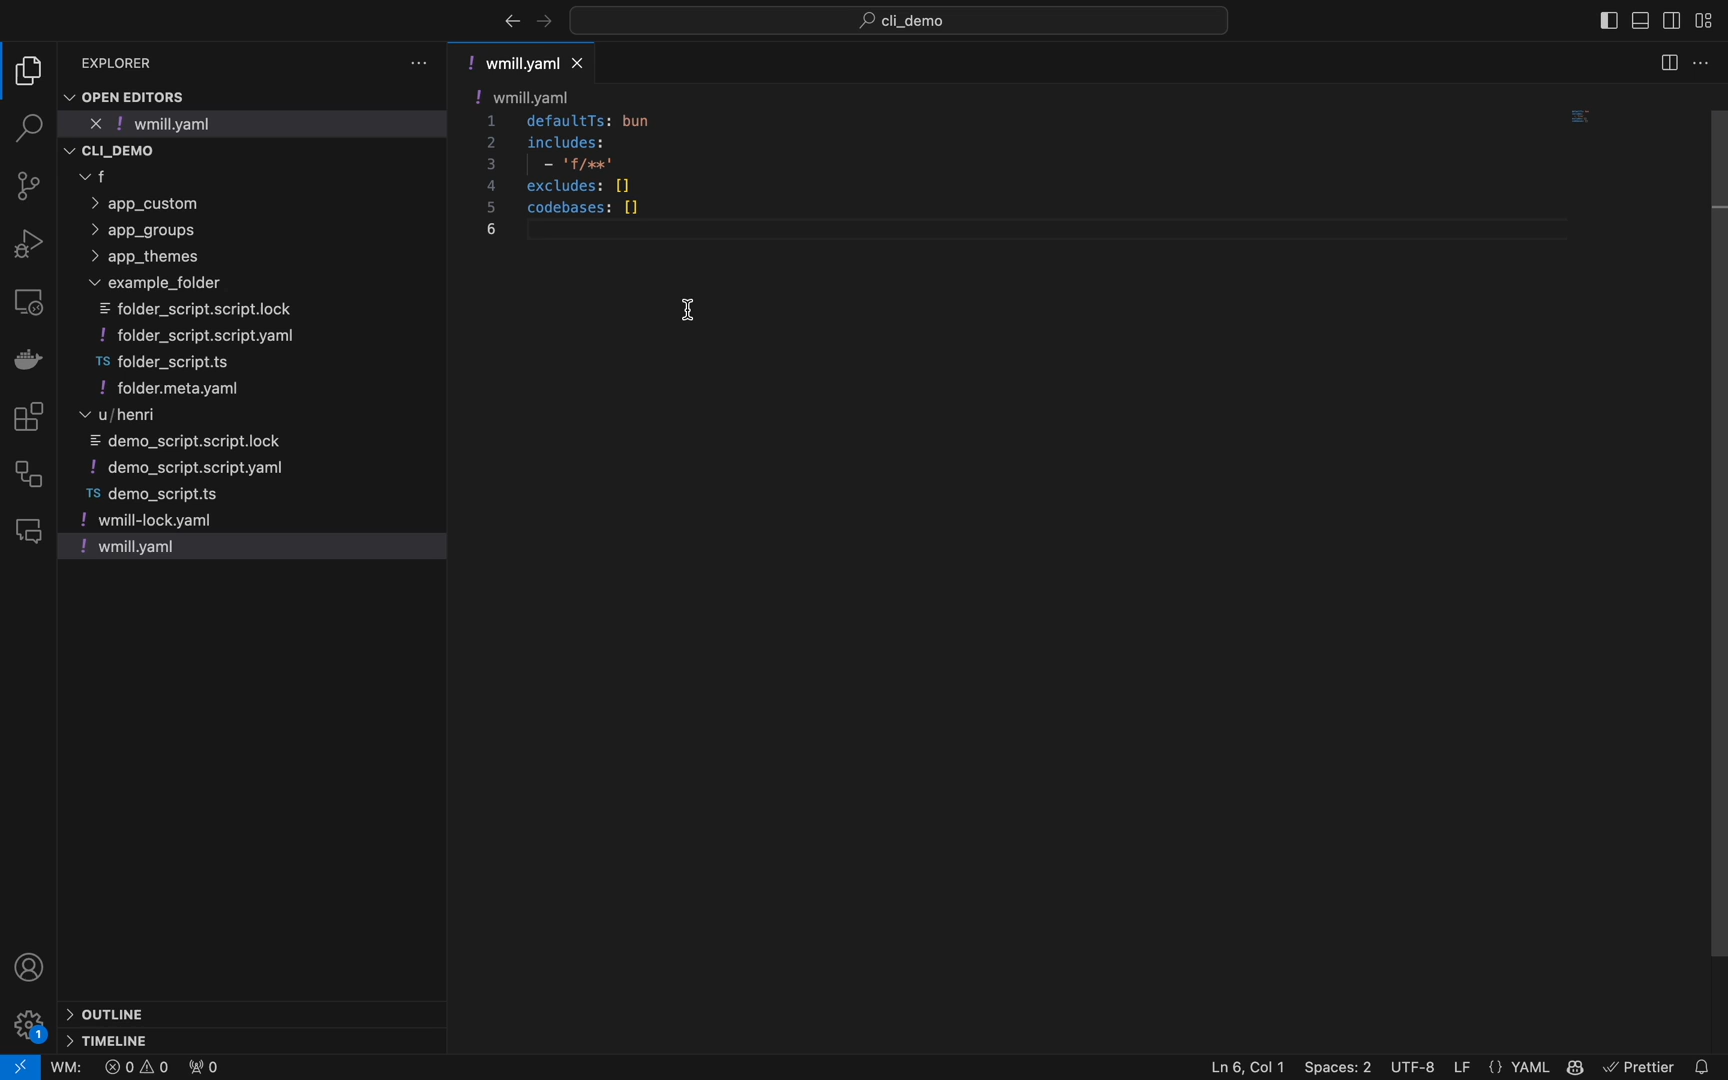 cli_demo
EXPLORER
OPEN EDITORS
wmill.yaml
CLI_DEMO
f
app_custom
app_groups
app_themes
example_folder
folder_script.script.lock
folder_script.script.yaml
TS folder_script.ts
folder.meta.yaml
u/henri
demo_script.script.lock
demo_script.script.yaml
TS demo_script.ts
wmill-lock.yaml
wmill.yaml
OUTLINE
TIMELINE
1
! wmill.yaml
! wmill.yaml
1 defaultTs: bun
2 includes:
3 - 'f/**'
4 excludes: []
5 codebases: []
6
WM: 0 0 0
Ln 6, Col 1 Spaces: 2 UTF-8 LF {} YAML Prettier